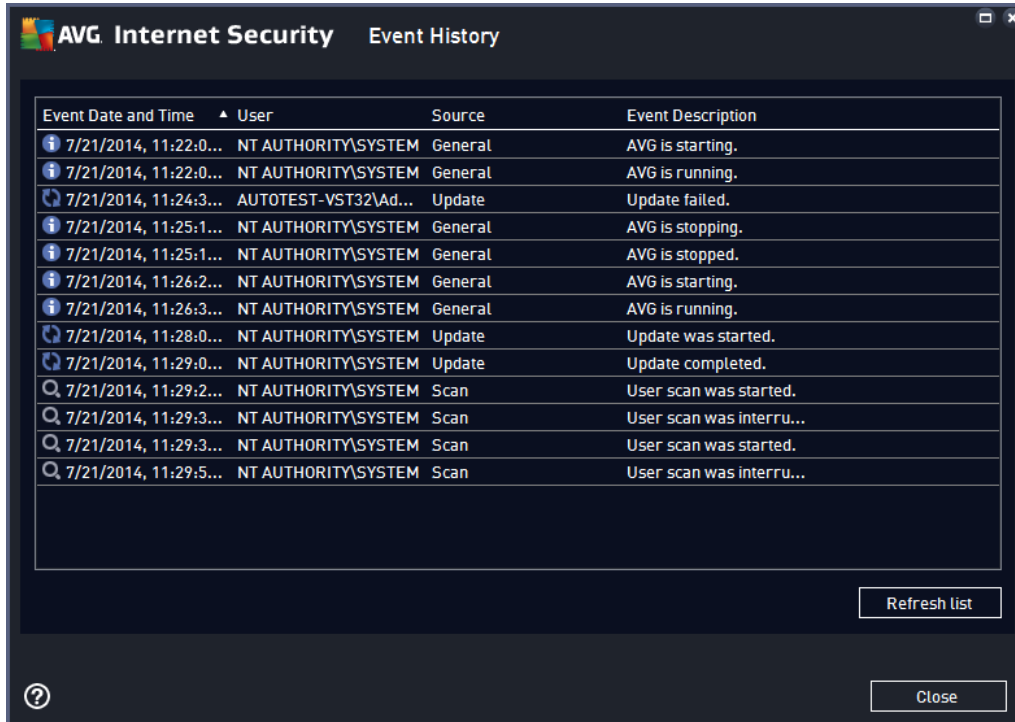 AVG. Internet Security Event History
Event Date and Time User Source Event Description
7/21/2014, 11:22:0... NT AUTHORITY\SYSTEM General AVG is starting.
7/21/2014, 11:22:0... NT AUTHORITY\SYSTEM General AVG is running.
7/21/2014, 11:24:3... AUTOTEST-VST32\Ad... Update Update failed.
7/21/2014, 11:25:1... NT AUTHORITY\SYSTEM General AVG is stopping.
7/21/2014, 11:25:1... NT AUTHORITY\SYSTEM General AVG is stopped.
7/21/2014, 11:26:2... NT AUTHORITY\SYSTEM General AVG is starting.
7/21/2014, 11:26:3... NT AUTHORITY\SYSTEM General AVG is running.
7/21/2014, 11:28:0... NT AUTHORITY\SYSTEM Update Update was started.
7/21/2014, 11:29:0... NT AUTHORITY\SYSTEM Update Update completed.
7/21/2014, 11:29:2... NT AUTHORITY\SYSTEM Scan User scan was started.
7/21/2014, 11:29:3... NT AUTHORITY\SYSTEM Scan User scan was interru...
7/21/2014, 11:29:3... NT AUTHORITY\SYSTEM Scan User scan was started.
7/21/2014, 11:29:5... NT AUTHORITY\SYSTEM Scan User scan was interru...
Refresh list
Close